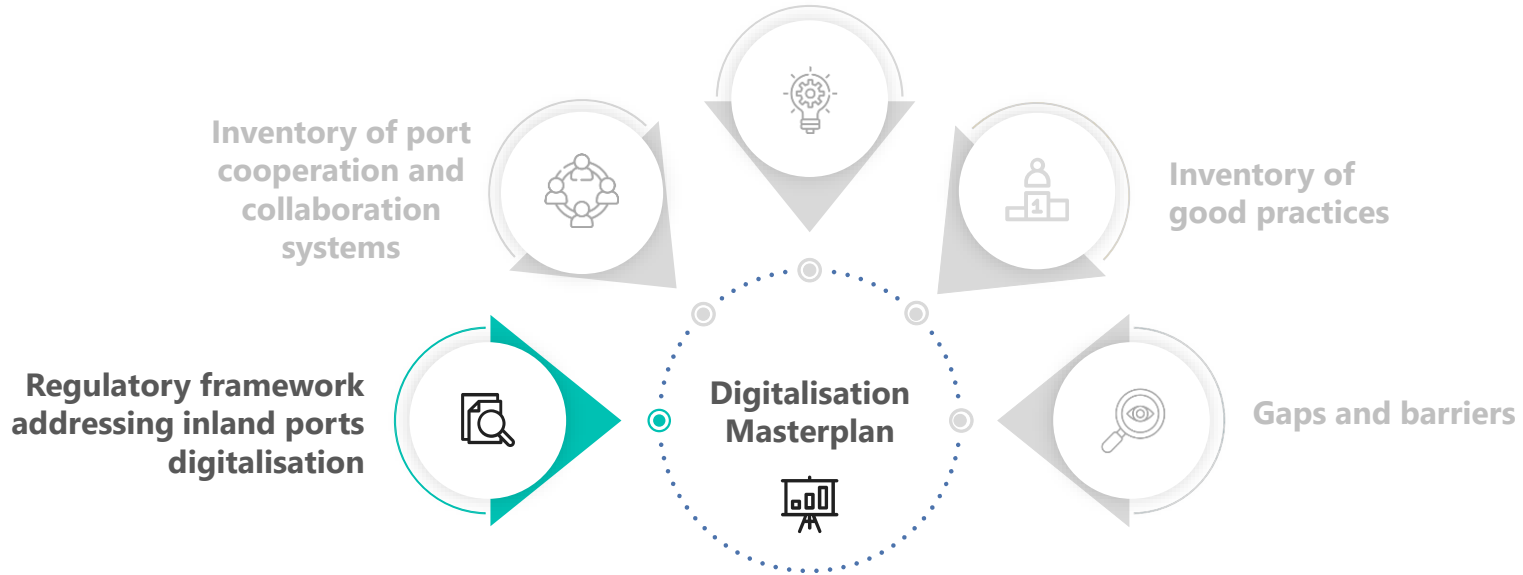 Inventory of port
cooperation and
collaboration
systems
Inventory of
good practices
1
Regulatory framework
addressing inland ports
digitalisation
Digitalisation
Masterplan
Gaps and barriers